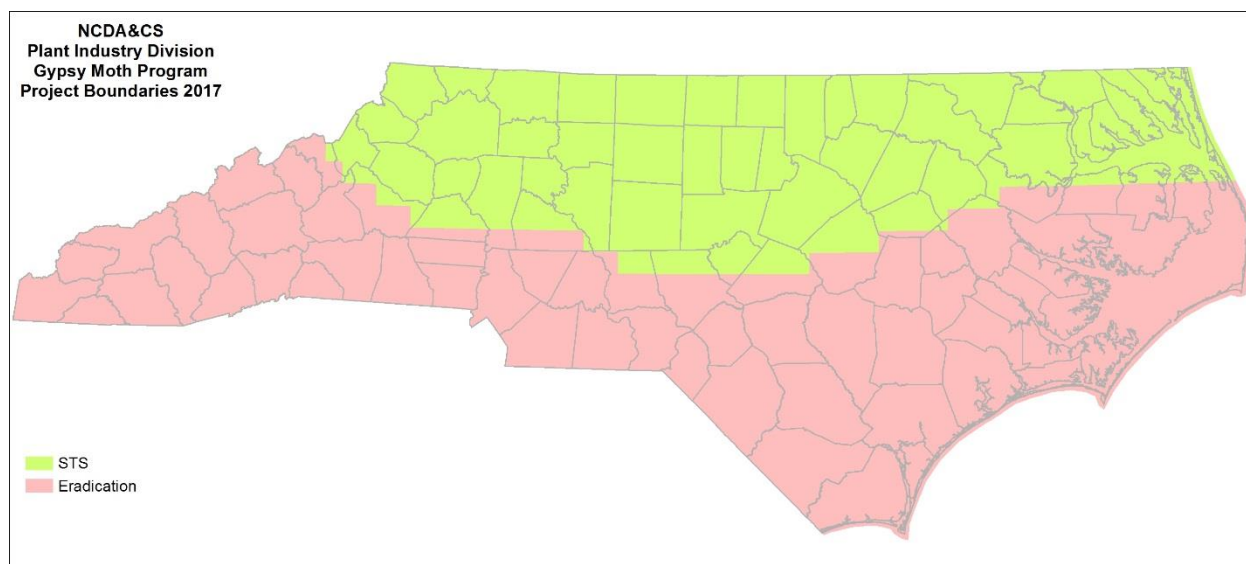 NCDA&CS
Plant Industry Division
Gypsy Moth Program
Project Boundaries 2017
STS
Eradication